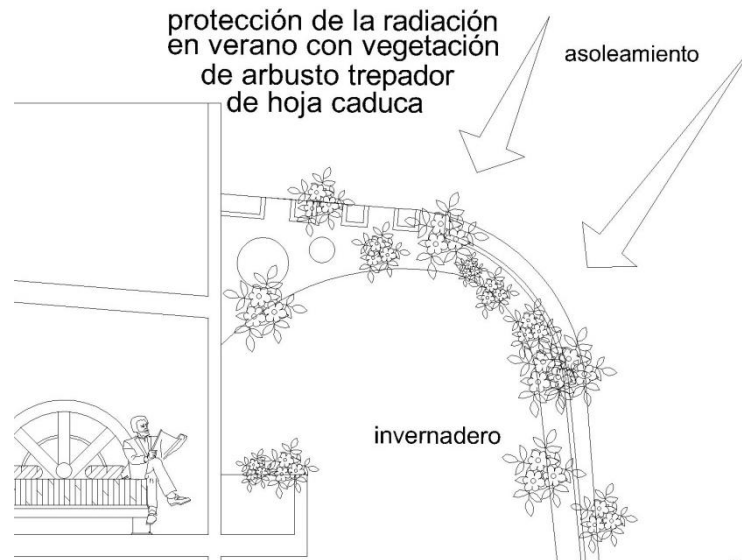 protección de la radiación
en verano con vegetación
de arbusto trepador
de hoja caduca
asoleamiento
invernadero